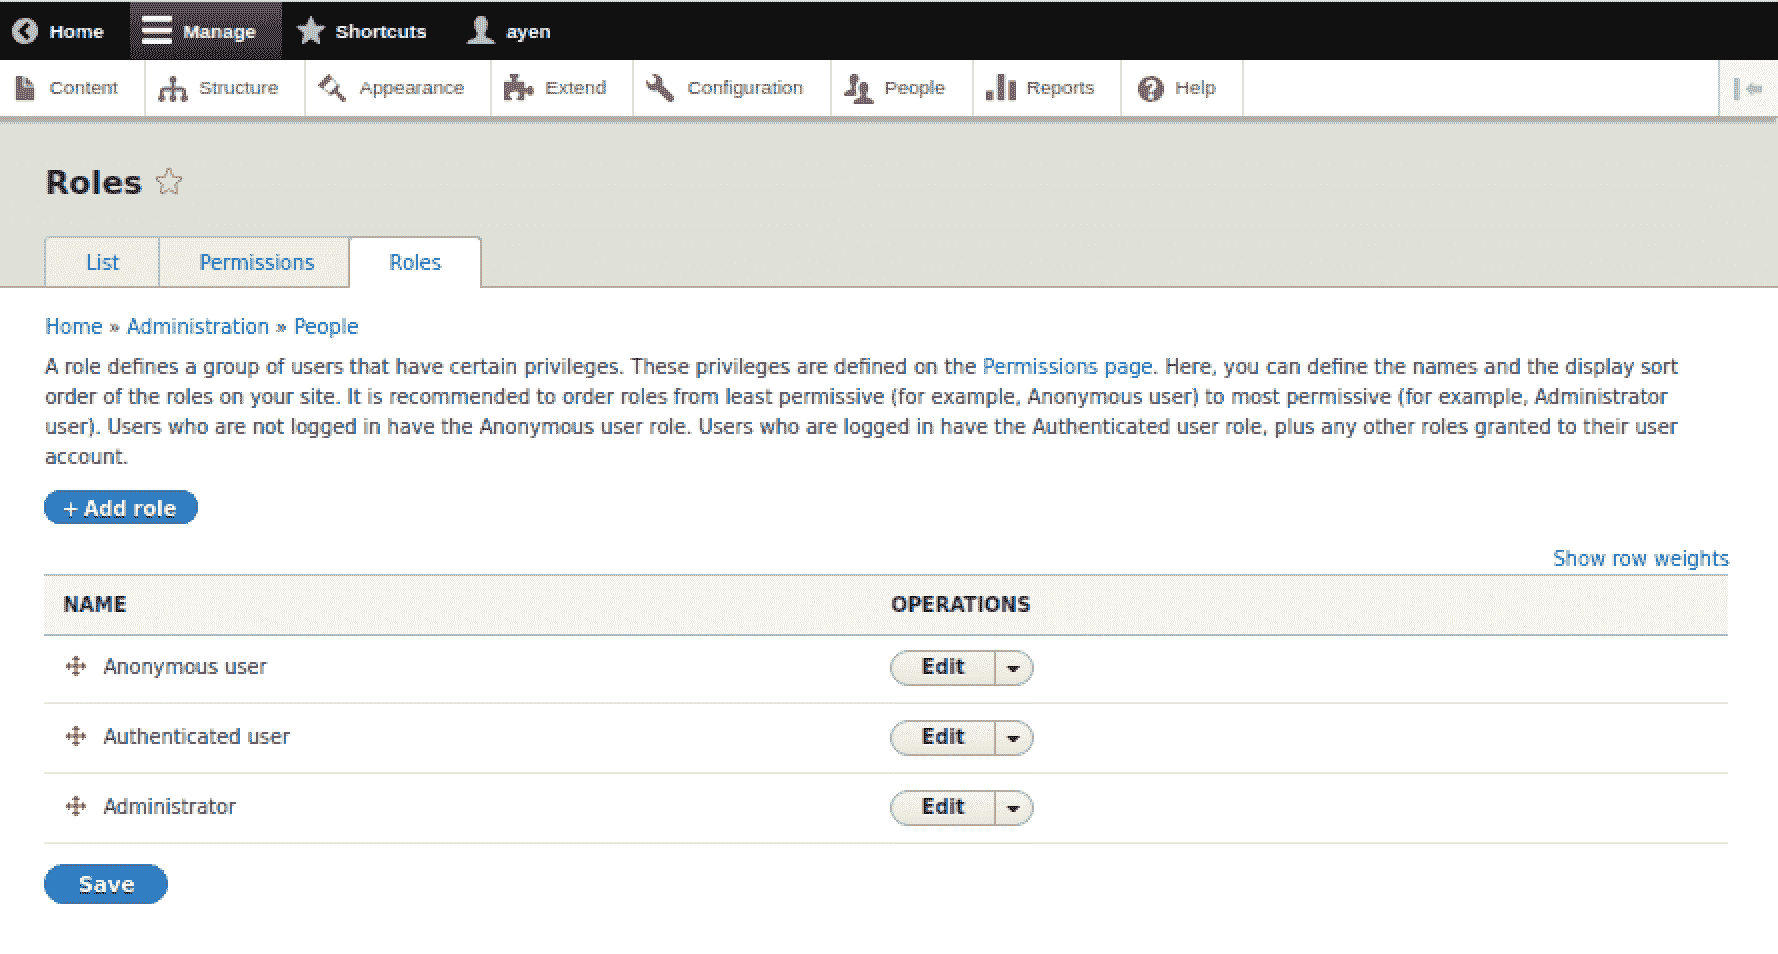 Home Manage Shortcuts ayen
Content Structure Appearance Extend Configuration People Reports Help
Roles
List Permissions Roles
Home » Administration » People
A role defines a group of users that have certain privileges. These privileges are defined on the Permissions page. Here, you can define the names and the display sort
order of the roles on your site. It is recommended to order roles from least permissive (for example, Anonymous user) to most permissive (for example, Administrator
user). Users who are not logged in have the Anonymous user role. Users who are logged in have the Authenticated user role, plus any other roles granted to their user
account.
+ Add role
Show row weights
NAME OPERATIONS
Anonymous user Edit
Authenticated user Edit
Administrator Edit
Save